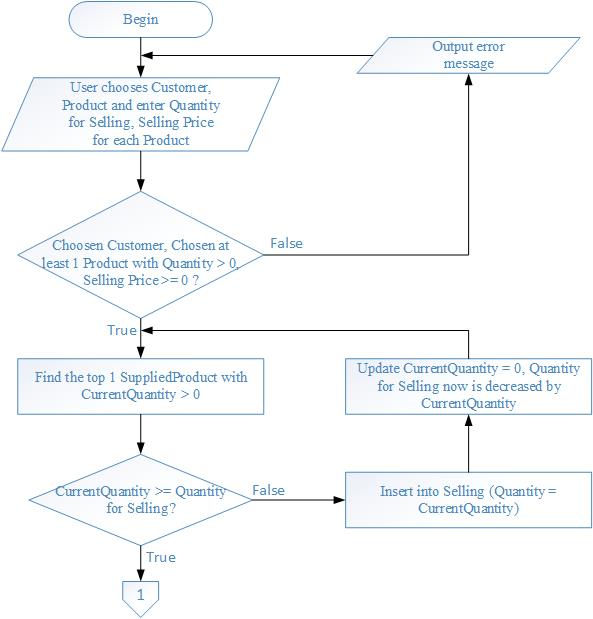 Begin
Output error
message
User chooses Customer,
Product and enter Quantity
for Selling, Selling Price
for each Product
Choosen Customer, Chosen at
least 1 Product with Quantity > 0,
Selling Price >= 0 ?
False
True
Find the top 1 SuppliedProduct with
CurrentQuantity > 0
Update CurrentQuantity = 0, Quantity
for Selling now is decreased by
CurrentQuantity
CurrentQuantity >= Quantity
for Selling?
False
Insert into Selling (Quantity =
CurrentQuantity)
True
1